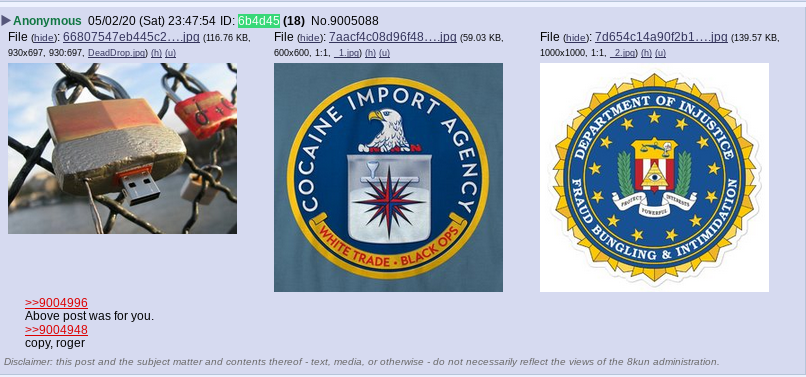 Anonymous 05/02/20 (Sat) 23:47:54 ID: 6b4d45 (18) No.9005088
File (hide): 66807547eb445c2….jpg (116.76 KB, 930x697, 930:697, DeadDrop.jpg) (h) (u)
File (hide): 7aacf4c08d96f48….jpg (59.03 KB, 600x600, 1:1, _1.jpg) (h) (u)
File (hide): 7d654c14a90f2b1….jpg (139.57 KB, 1000x1000, 1:1, _2.jpg) (h) (u)
COCAINE IMPORT AGENCY
WHITE TRADE • BLACK OPS
DEPARTMENT OF INJUSTICE
PROTECT POWERFUL INTERESTS
FRAUD BUNGLING & INTIMIDATION
>>9004996
Above post was for you.
>>9004948
copy, roger
Disclaimer: this post and the subject matter and contents thereof - text, media, or otherwise - do not necessarily reflect the views of the 8kun administration.